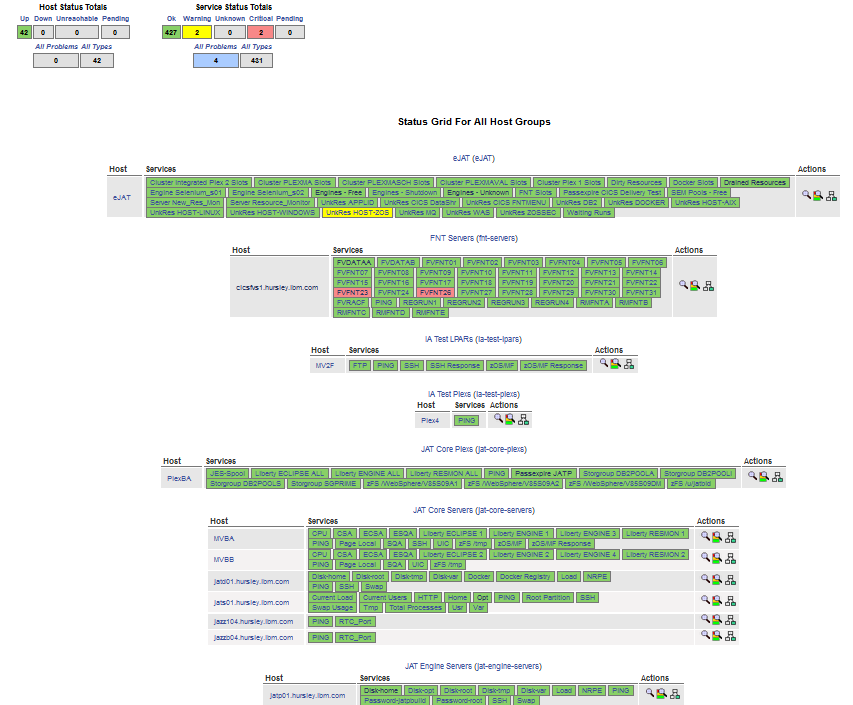 Host Status Totals
Up Down Unreachable Pending
42 0 0 0
All Problems All Types
0 42
Service Status Totals
Ok Warning Unknown Critical Pending
427 2 0 2 0
All Problems All Types
4 431
Status Grid For All Host Groups
eJAT (eJAT)
Host Services Actions
eJAT
Cluster Integrated Plex 2 Slots Cluster PLEXMA Slots Cluster PLEXMASCH Slots Cluster PLEXMAVAL Slots Cluster Plex 1 Slots Dirty Resources Docker Slots Drained Resources
Engine Selenium_s01 Engine Selenium_s02 Engines - Free Engines - Shutdown Engines - Unknown FNT Slots Passexpire CICS Delivery Test SEM Pools - Free
Server New_Res_Mon Server Resource_Monitor UnkRes APPLID UnkRes CICS DataShr UnkRes CICS FNTMENU UnkRes DB2 UnkRes DOCKER UnkRes HOST-AIX
UnkRes HOST-LINUX UnkRes HOST-WINDOWS UnkRes HOST-ZOS UnkRes MQ UnkRes WAS UnkRes ZOSSEC Waiting Runs
FNT Servers (fnt-servers)
Host Services Actions
cicsfvs1.hursley.ibm.com
FVDATAA FVDATAB FVFNT01 FVFNT02 FVFNT03 FVFNT04 FVFNT05 FVFNT06
FVFNT07 FVFNT08 FVFNT09 FVFNT10 FVFNT11 FVFNT12 FVFNT13 FVFNT14
FVFNT15 FVFNT16 FVFNT17 FVFNT18 FVFNT19 FVFNT20 FVFNT21 FVFNT22
FVFNT23 FVFNT24 FVFNT26 FVFNT27 FVFNT28 FVFNT29 FVFNT30 FVFNT31
FVRACF PING REGRUN1 REGRUN2 REGRUN3 REGRUN4 RMFNTA RMFNTB
RMFNTC RMFNTD RMFNTE
IA Test LPARs (ia-test-lpars)
Host Services Actions
MV2F FTP PING SSH SSH Response zOS/MF zOS/MF Response
IA Test Plexs (ia-test-plexs)
Host Services Actions
Plex4 PING
JAT Core Plexs (jat-core-plexs)
Host Services Actions
PlexBA
JES-Spool Liberty ECLIPSE ALL Liberty ENGINE ALL Liberty RESMON ALL PING Passexpire JATP Storgroup DB2POOLA Storgroup DB2POOLI
Storgroup DB2POOLS Storgroup SGPRIME zFS /WebSphere/V85S09A1 zFS /WebSphere/V85S09A2 zFS /WebSphere/V85S09DM zFS /u/jatbld
JAT Core Servers (jat-core-servers)
Host Services Actions
MVBA
CPU CSA ECSA ESQA Liberty ECLIPSE 1 Liberty ENGINE 1 Liberty ENGINE 3 Liberty RESMON 1
PING Page Local SQA SSH UIC zFS /tmp zOS/MF zOS/MF Response
MVBB
CPU CSA ECSA ESQA Liberty ECLIPSE 2 Liberty ENGINE 2 Liberty ENGINE 4 Liberty RESMON 2
PING Page Local SQA UIC zFS /tmp
jatd01.hursley.ibm.com
Disk-home Disk-root Disk-tmp Disk-var Docker Docker Registry Load NRPE
PING SSH Swap
jats01.hursley.ibm.com
Current Load Current Users HTTP Home Opt PING Root Partition SSH
Swap Usage Tmp Total Processes Usr Var
jazz104.hursley.ibm.com PING RTC_Port
jazzb04.hursley.ibm.com PING RTC_Port
JAT Engine Servers (jat-engine-servers)
Host Services Actions
jatp01.hursley.ibm.com
Disk-home Disk-opt Disk-root Disk-tmp Disk-var Load NRPE PING
Password-jatpbuild Password-root SSH Swap